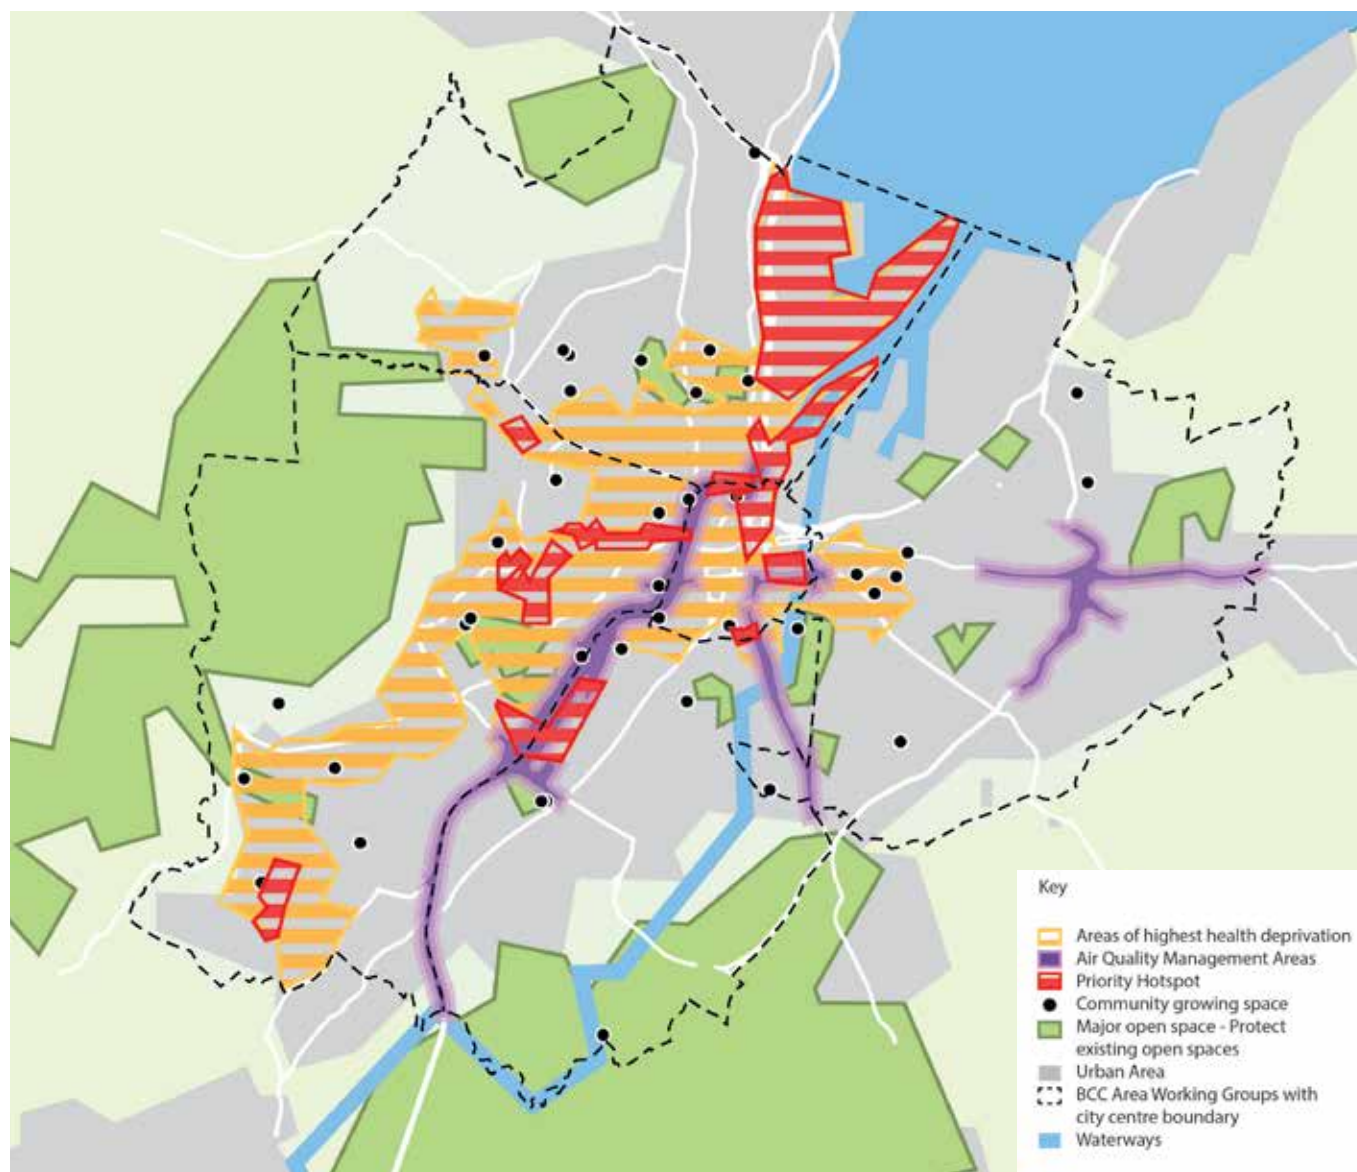 Key
Areas of highest health deprivation
Air Quality Management Areas
Priority Hotspot
Community growing space
Major open space - Protect
existing open spaces
Urban Area
BCC Area Working Groups with
city centre boundary
Waterways